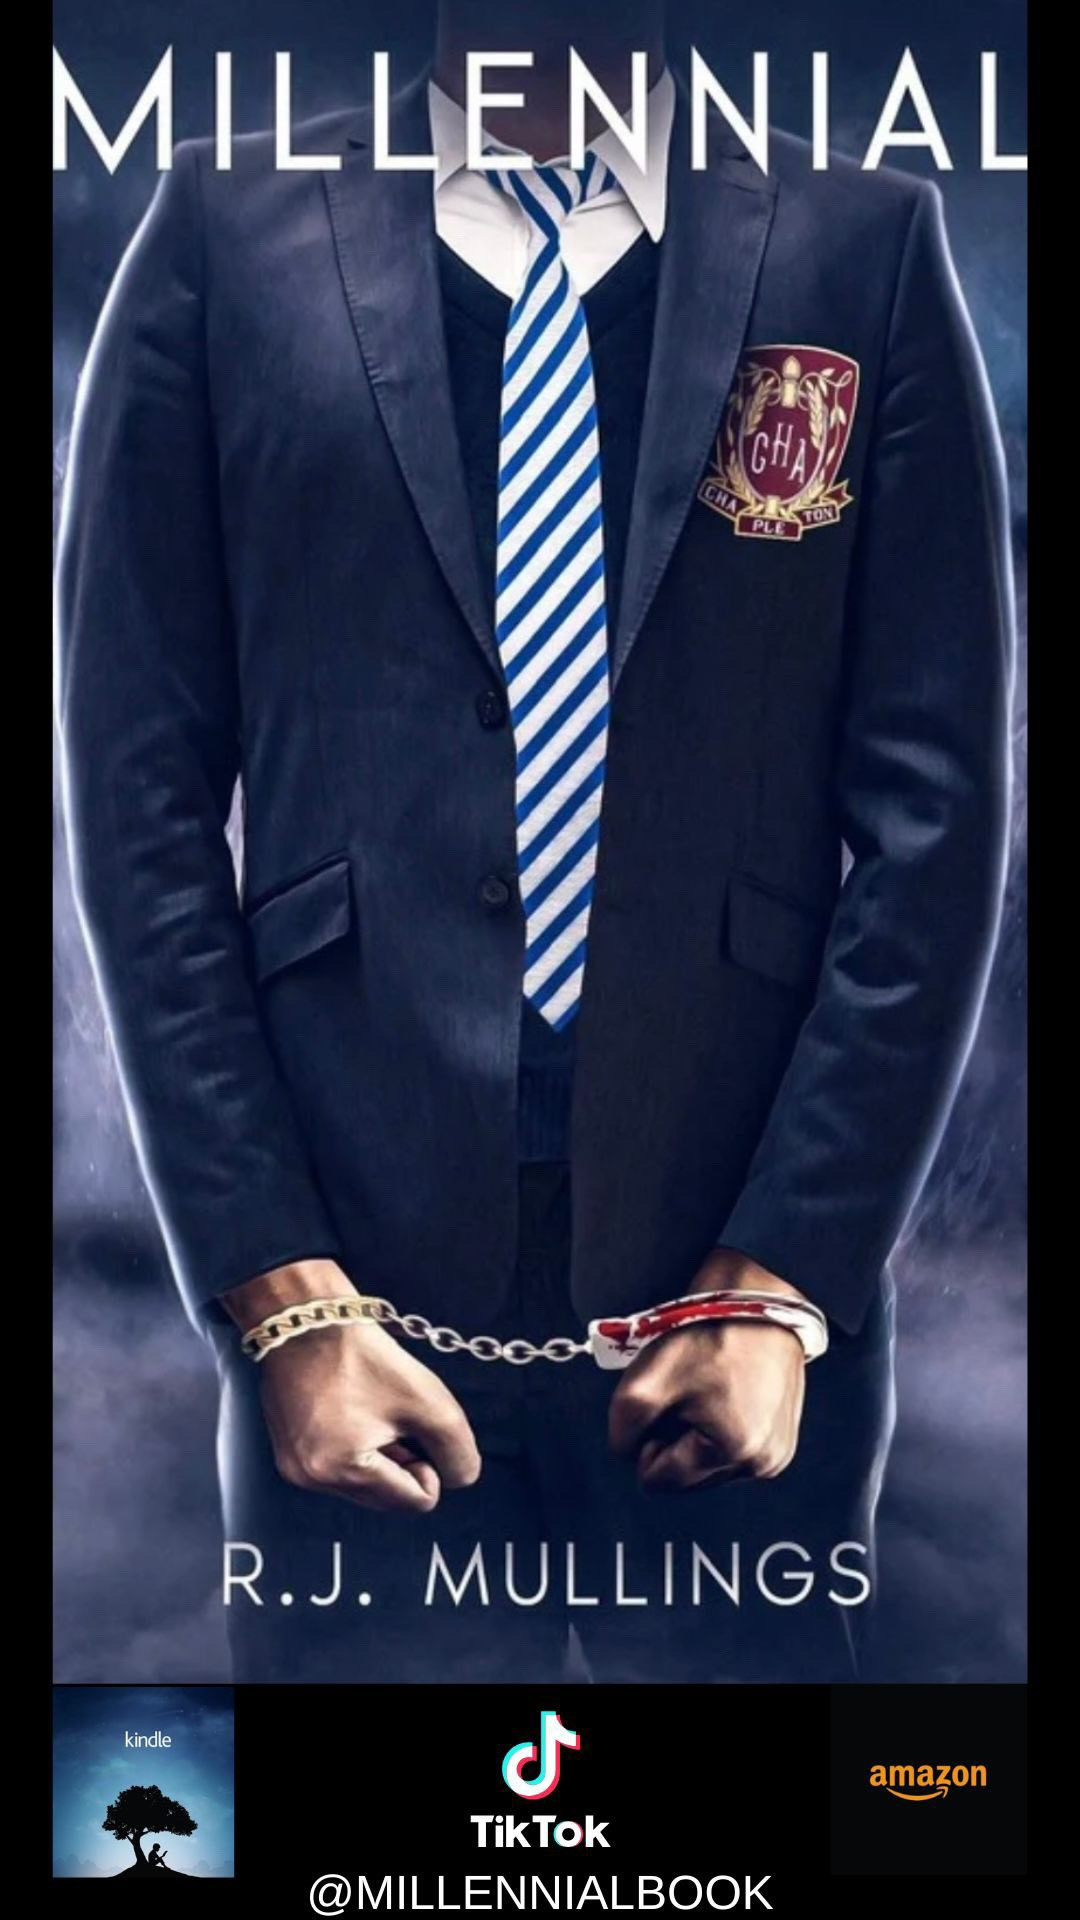 MILLENNIAL
GHA
CHA PLE TON
R.J. MULLINGS
kindle
TikTok
amazon
@MILLENNIALBOOK